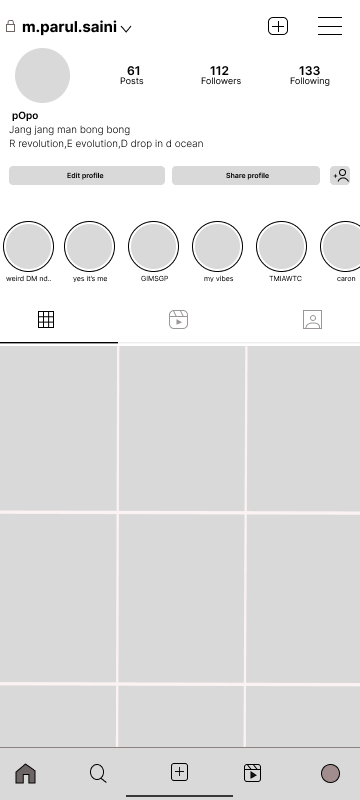 m.parul.saini
61 112 133
Posts Followers Following
pOpo
Jang jang man bong bong
R revolution,E evolution,D drop in d ocean
Edit profile Share profile
weird DM nd.. yes it's me GIMSGP my vibes TMIAWTC caron